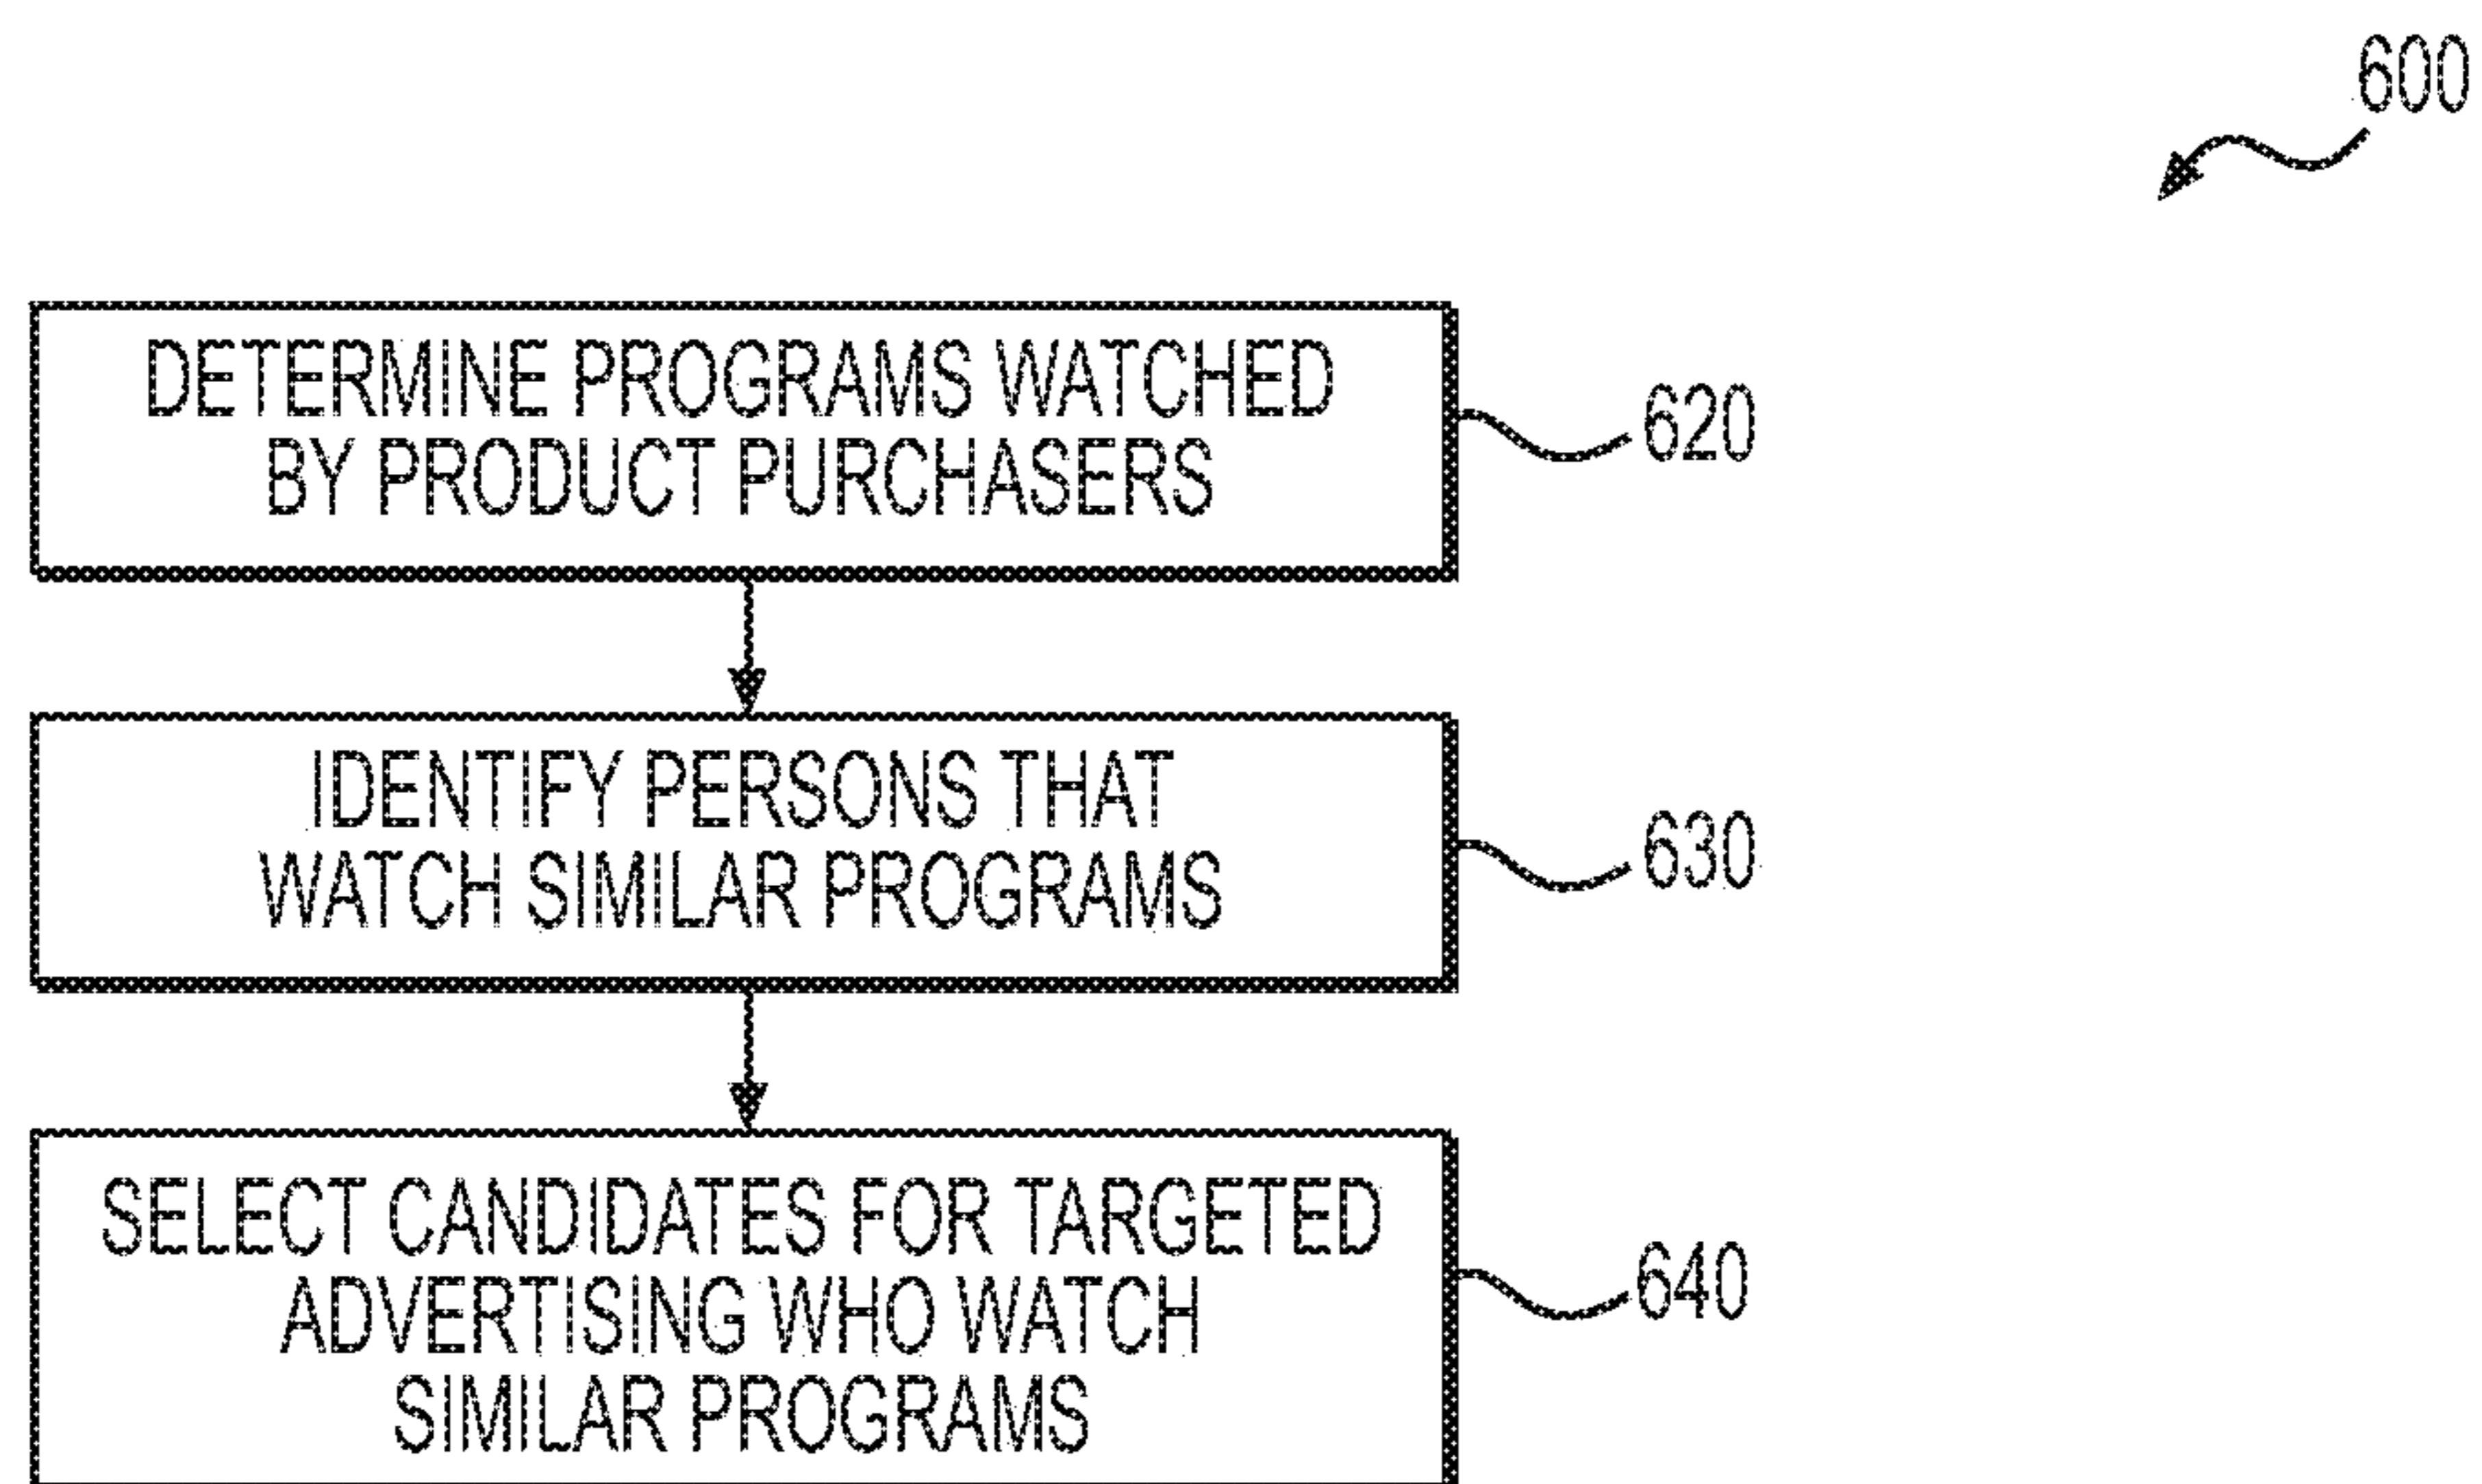 600
DETERMINE PROGRAMS WATCHED
BY PRODUCT PURCHASERS
620
IDENTIFY PERSONS THAT
WATCH SIMILAR PROGRAMS
630
SELECT CANDIDATES FOR TARGETED
ADVERTISING WHO WATCH
SIMILAR PROGRAMS
640